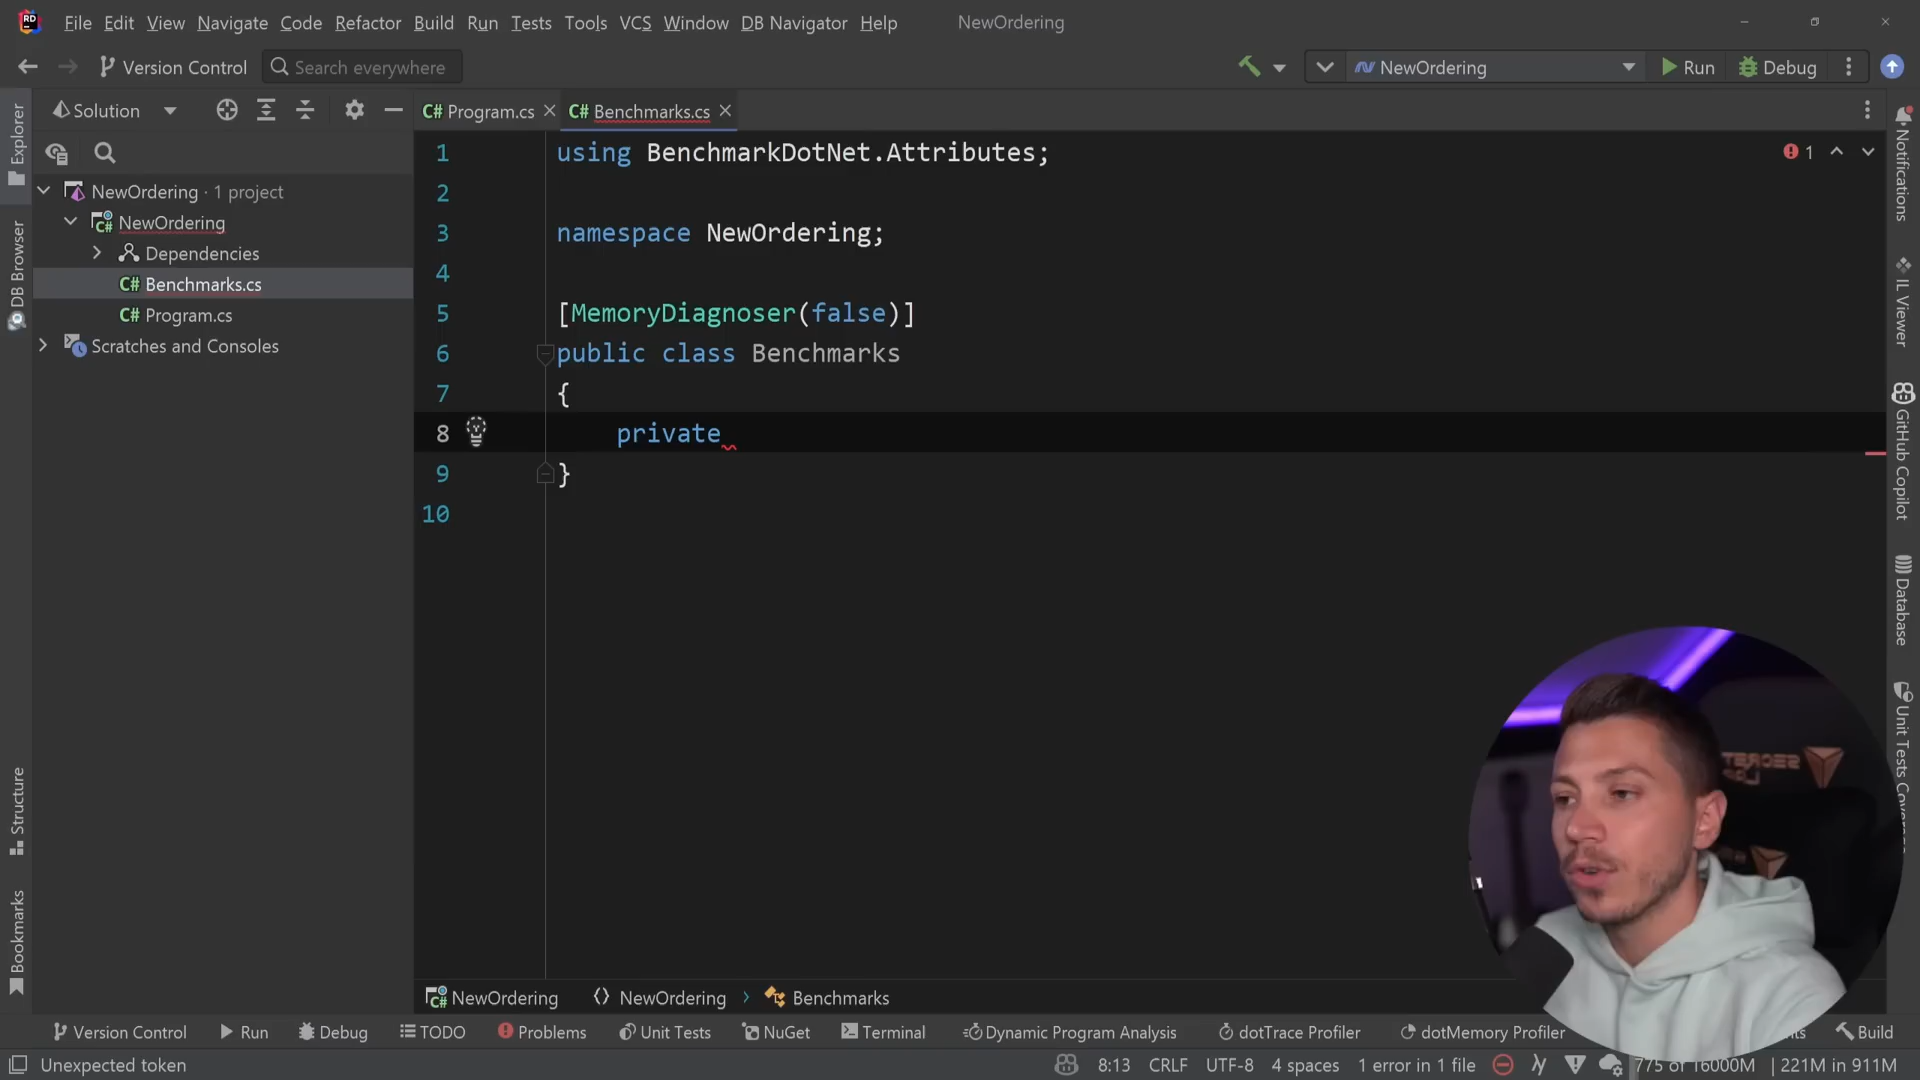 File Edit View Navigate Code Refactor Build Run Tests Tools VCS Window DB Navigator Help NewOrdering
Version Control Search everywhere NewOrdering Run Debug
Solution
C# Program.cs C# Benchmarks.cs
Explorer
DB Browser
Structure
Bookmarks
NewOrdering · 1 project
NewOrdering
Dependencies
C# Benchmarks.cs
C# Program.cs
Scratches and Consoles
1 using BenchmarkDotNet.Attributes;
2
3 namespace NewOrdering;
4
5 [MemoryDiagnoser(false)]
6 public class Benchmarks
7 {
8 private
9 }
10
1
Notifications
IL Viewer
GitHub Copilot
Database
NewOrdering NewOrdering Benchmarks
Version Control Run Debug TODO Problems Unit Tests NuGet Terminal Dynamic Program Analysis dotTrace Profiler dotMemory Profiler Build
Unexpected token 8:13 CRLF UTF-8 4 spaces 1 error in 1 file 775 of 16000M 221M in 911M